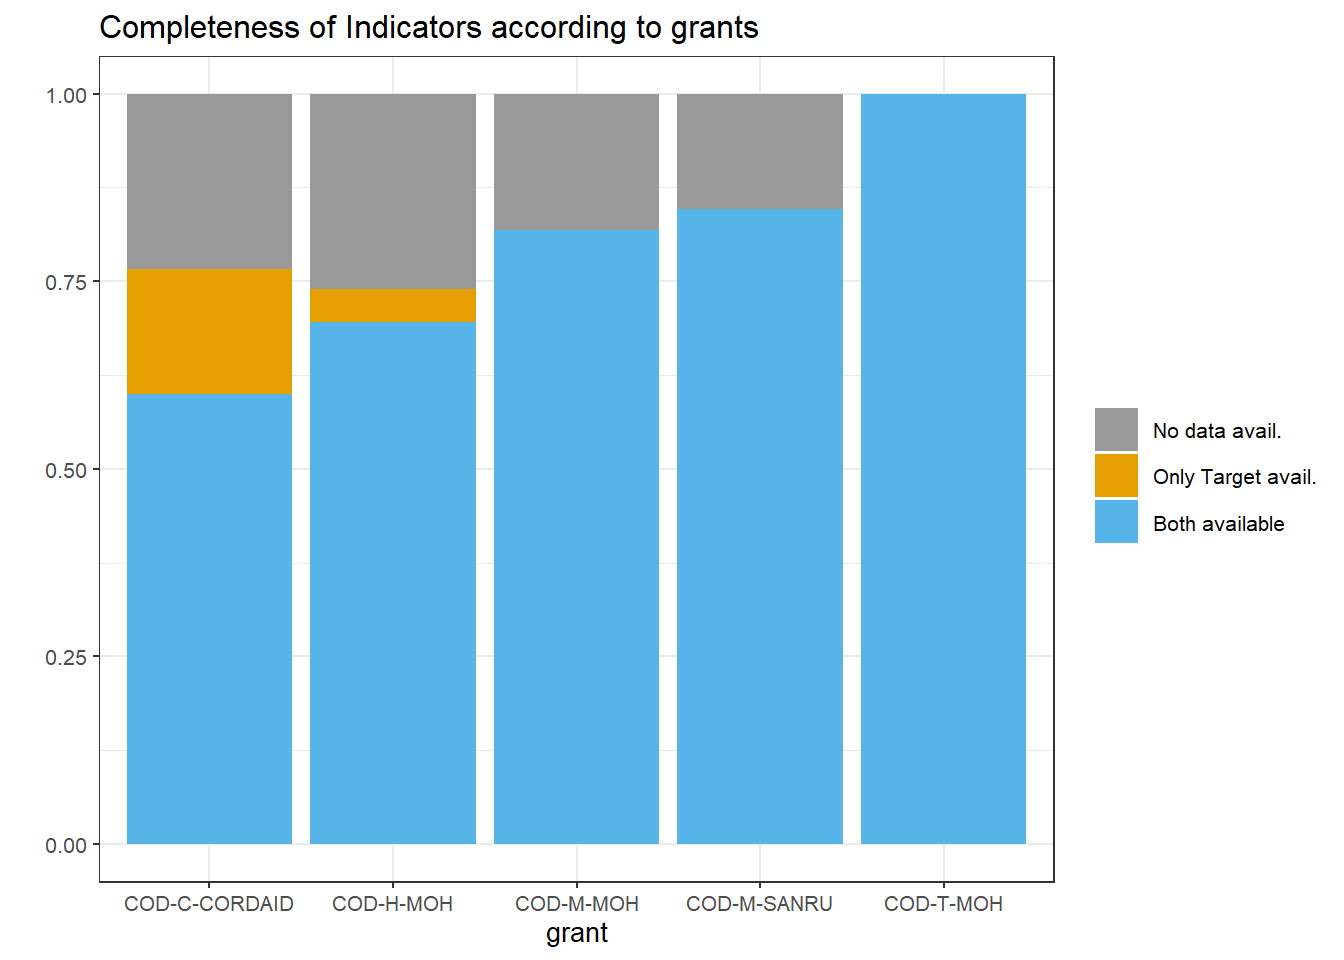 Completeness of Indicators according to grants
1.00
0.75
0.50
0.25
0.00
COD-C-CORDAID
COD-H-MOH
COD-M-MOH
COD-M-SANRU
COD-T-MOH
grant
No data avail.
Only Target avail.
Both available